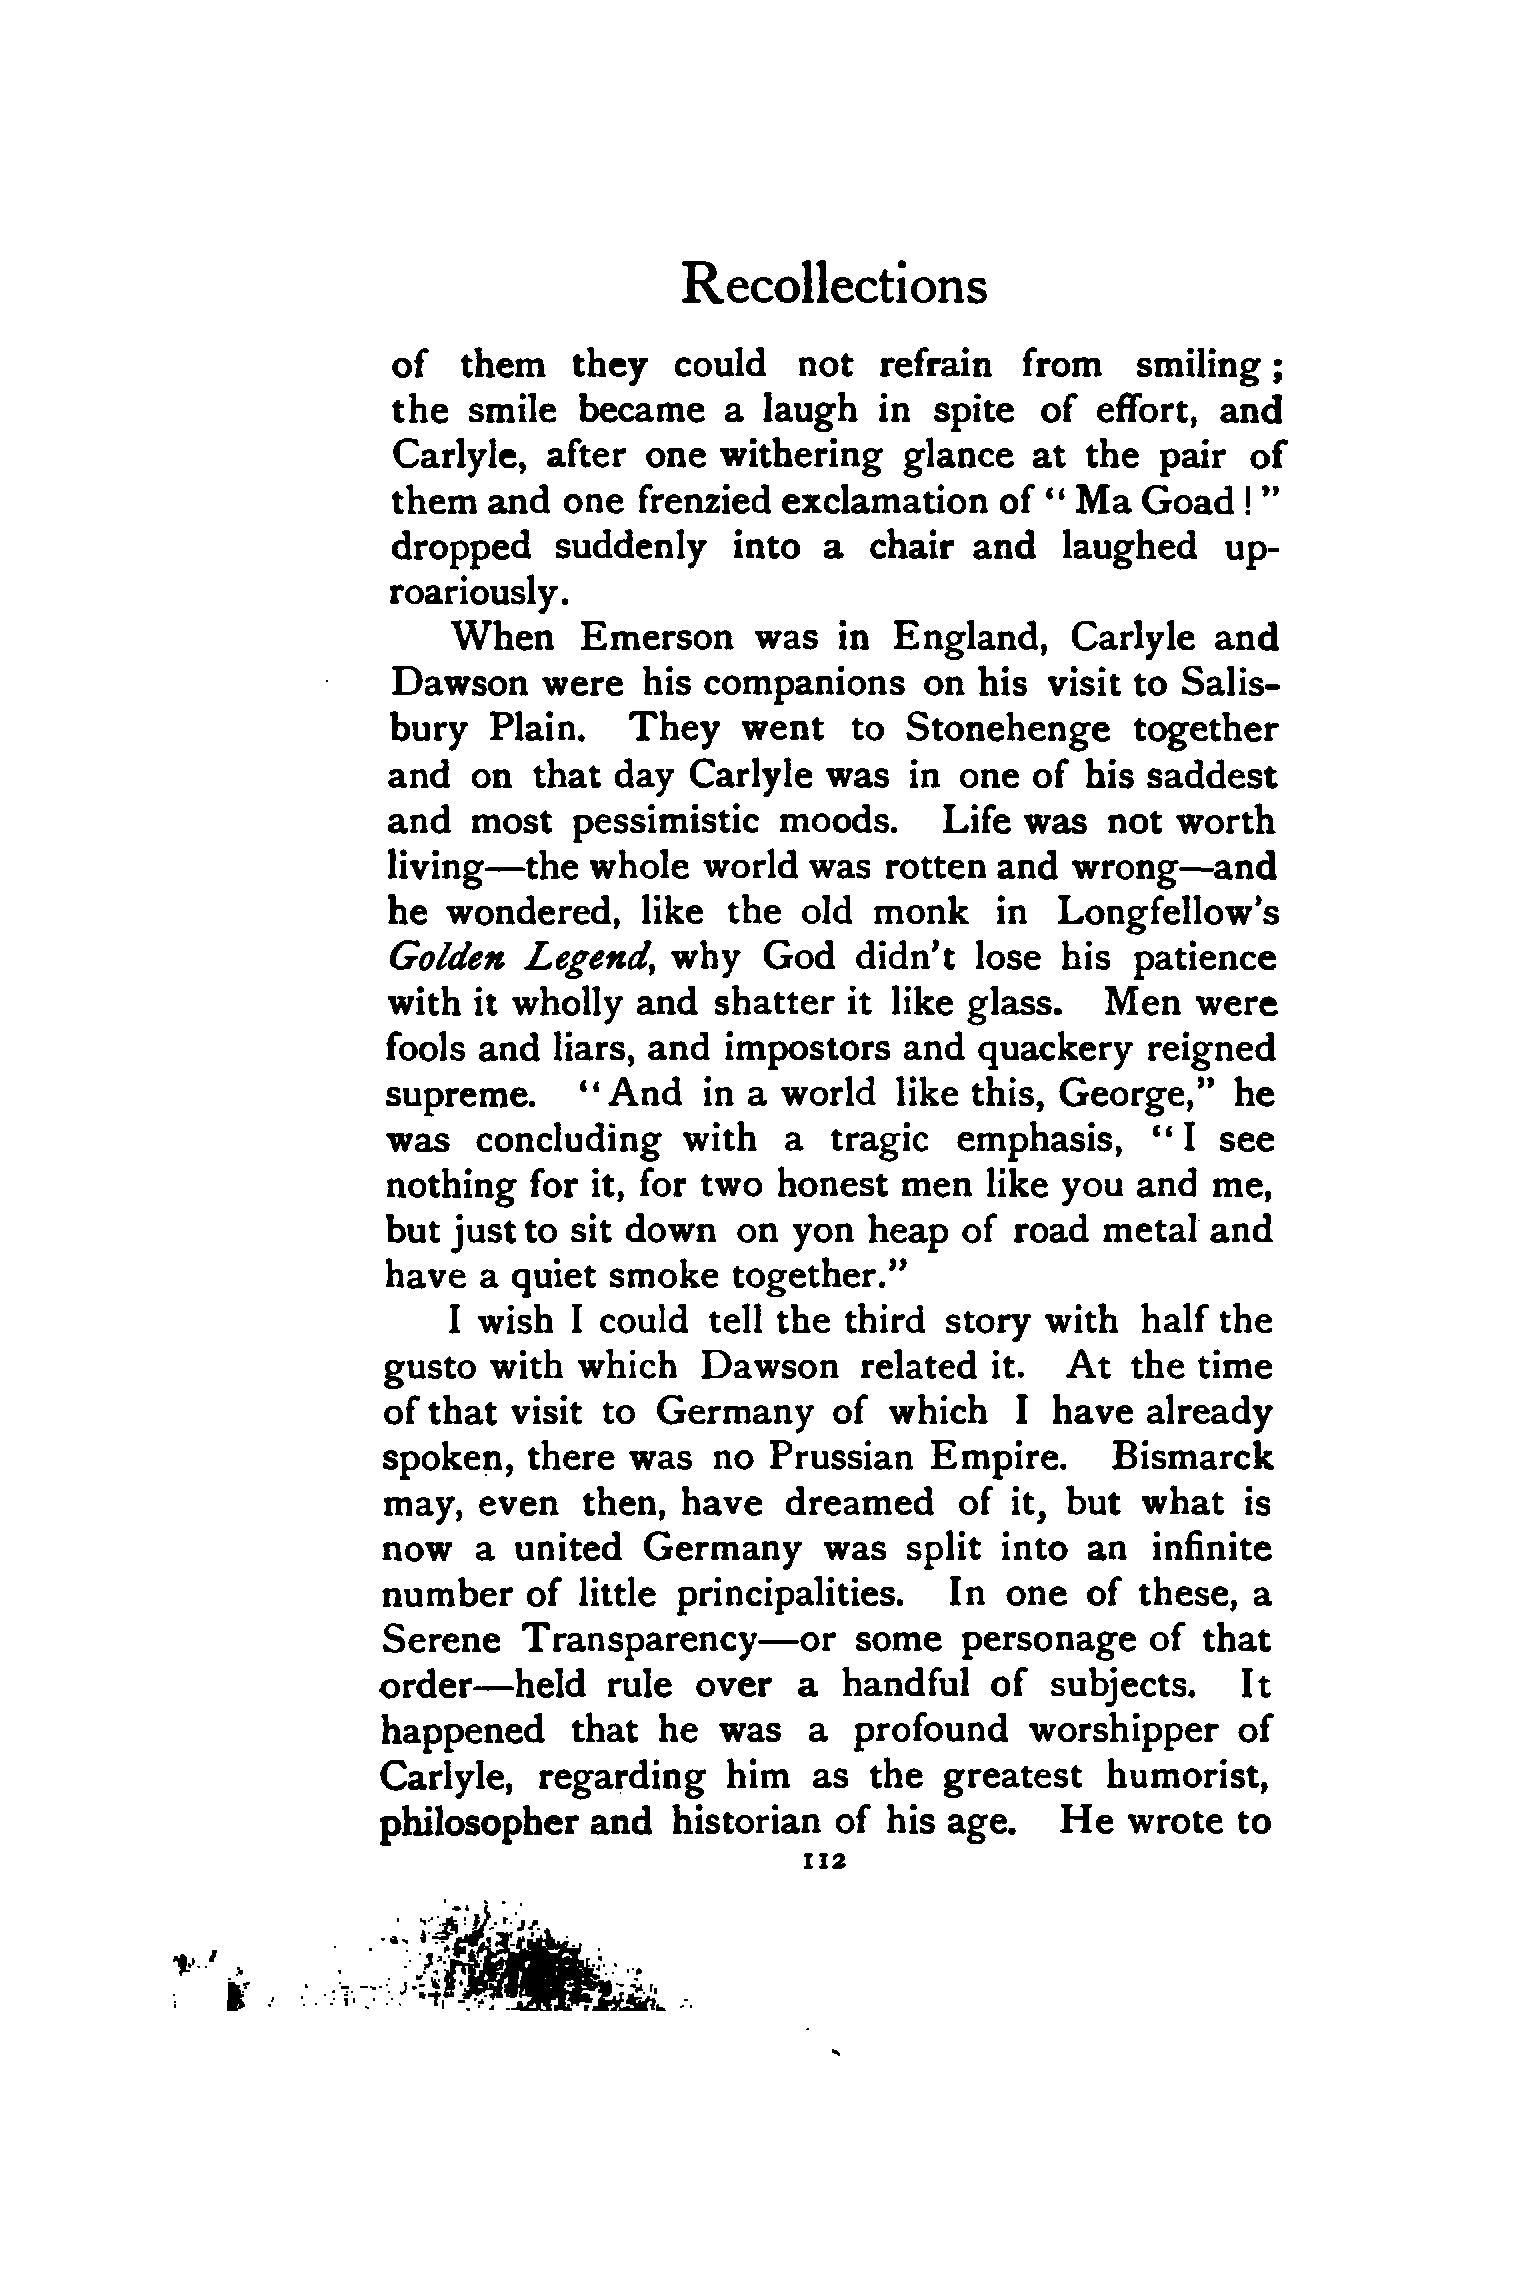 Recollections
of them they could not refrain from smiling;
the smile became a laugh in spite of effort, and
Carlyle, after one withering glance at the pair of
them and one frenzied exclamation of "Ma Goad!"
dropped suddenly into a chair and laughed up-
roariously.
When Emerson was in England, Carlyle and
Dawson were his companions on his visit to Salis-
bury Plain. They went to Stonehenge together
and on that day Carlyle was in one of his saddest
and most pessimistic moods. Life was not worth
living—the whole world was rotten and wrong—and
he wondered, like the old monk in Longfellow's
Golden Legend, why God didn't lose his patience
with it wholly and shatter it like glass. Men were
fools and liars, and impostors and quackery reigned
supreme. "And in a world like this, George," he
was concluding with a tragic emphasis, "I see
nothing for it, for two honest men like you and me,
but just to sit down on yon heap of road metal and
have a quiet smoke together."
I wish I could tell the third story with half the
gusto with which Dawson related it. At the time
of that visit to Germany of which I have already
spoken, there was no Prussian Empire. Bismarck
may, even then, have dreamed of it, but what is
now a united Germany was split into an infinite
number of little principalities. In one of these, a
Serene Transparency—or some personage of that
order—held rule over a handful of subjects. It
happened that he was a profound worshipper of
Carlyle, regarding him as the greatest humorist,
philosopher and historian of his age. He wrote to
112